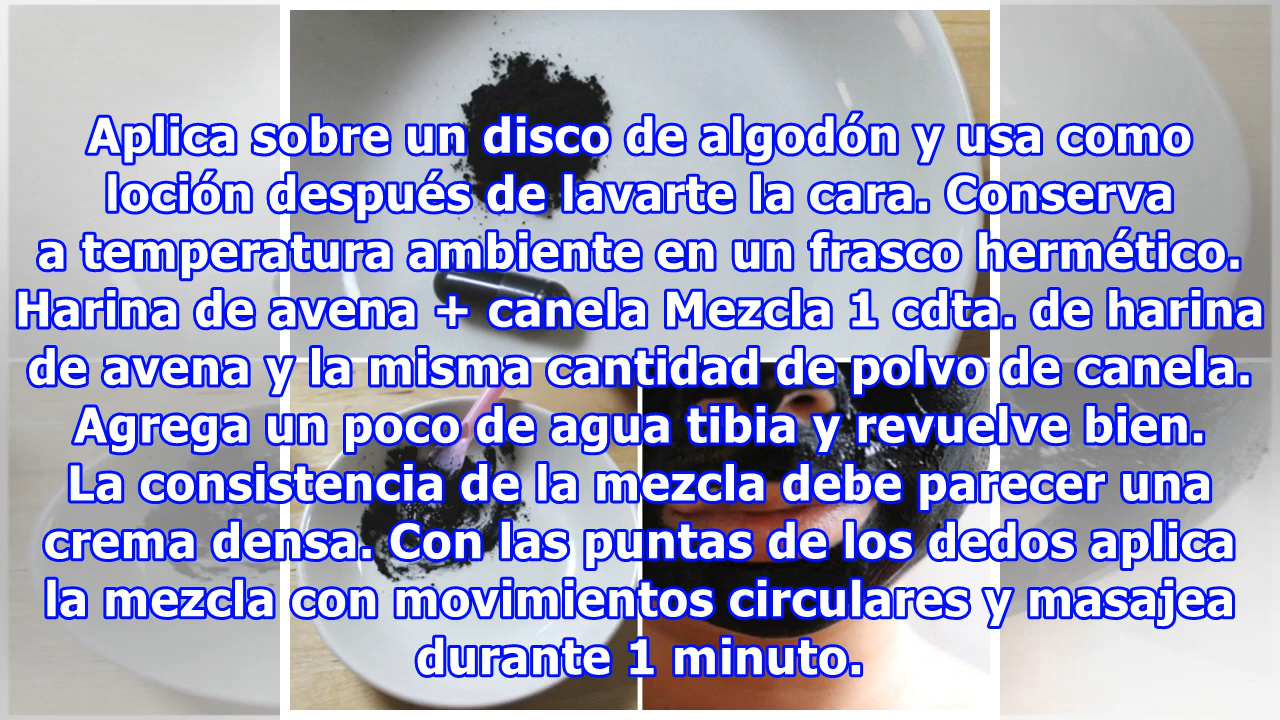 Aplica sobre un disco de algodón y usa como
loción después de lavarte la cara. Conserva
a temperatura ambiente en un frasco hermético.
Harina de avena + canela Mezcla 1 cdta. de harina
de avena y la misma cantidad de polvo de canela.
Agrega un poco de agua tibia y revuelve bien.
La consistencia de la mezcla debe parecer una
crema densa. Con las puntas de los dedos aplica
la mezcla con movimientos circulares y masajea
durante 1 minuto.